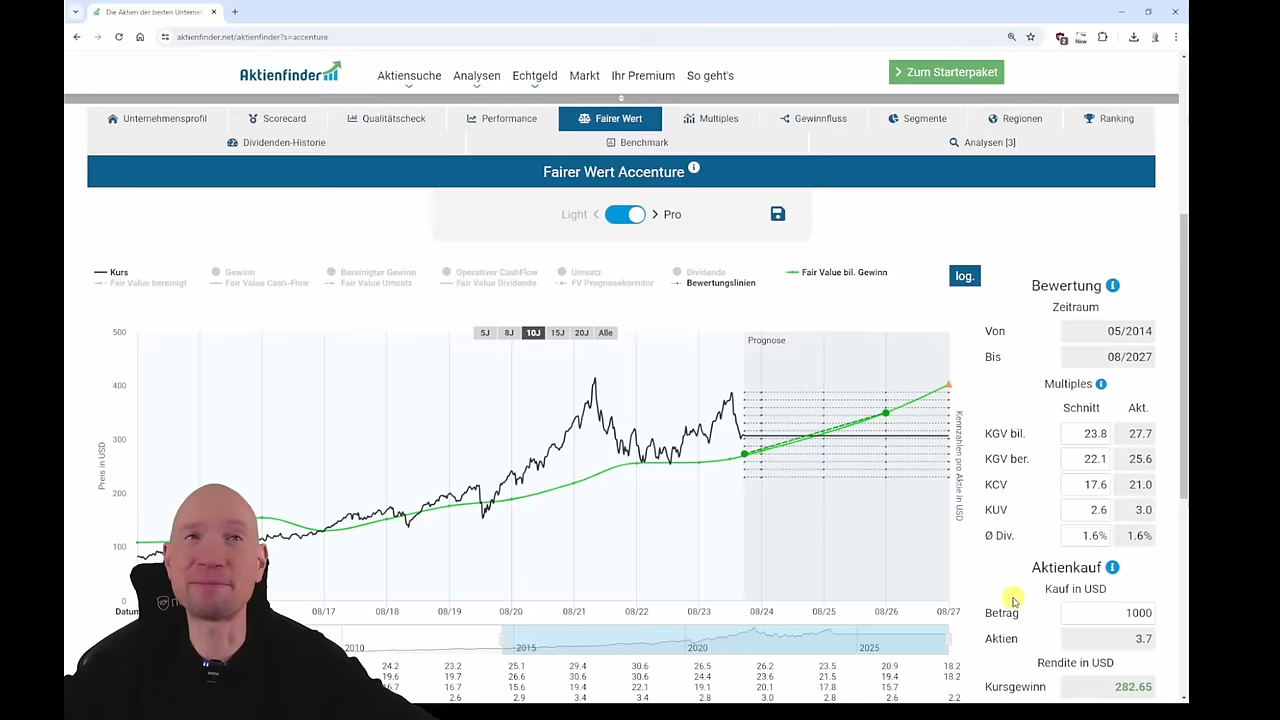 Die Aktien der besten Unterne
aktienfinder.net/aktienfinder?s=accenture
Aktienfinder
Aktiensuche Analysen Echtgeld Markt Ihr Premium So geht's
Zum Starterpaket
Unternehmensprofil Scorecard Qualitätscheck Performance Fairer Wert Multiples Gewinnfluss Segmente Regionen Ranking
Dividenden-Historie Benchmark Analysen [3]
Fairer Wert Accenture
Light Pro
Kurs Gewinn Bereinigter Gewinn Operativer CashFlow Umsatz Dividende Fair Value bil. Gewinn
Fair Value bereinigt Fair Value Cash-Flow Fair Value Umsatz Fair Value Dividende FV Prognosekorridor Bewertungslinien
log.
5J 8J 10J 15J 20J Alle
Prognose
500
400
300
200
100
0
Preis in USD
Kennzahlen pro Aktie in USD
Datum 08/17 08/18 08/19 08/20 08/21 08/22 08/23 08/24 08/25 08/26 08/27
2010 2015 2020 2025
24.2 23.2 25.1 29.4 30.6 26.5 26.2 23.5 20.9 18.2
19.6 19.7 26.6 30.6 30.6 24.4 23.6 21.5 19.4 18.2
16.7 16.7 15.6 19.4 22.1 19.1 20.1 17.8 15.7
2.6 2.9 3.4 3.4 2.8 3.0 2.8 2.6 2.2
Bewertung
Zeitraum
Von 05/2014
Bis 08/2027
Multiples
Schnitt Akt.
KGV bil. 23.8 27.7
KGV ber. 22.1 25.6
KCV 17.6 21.0
KUV 2.6 3.0
Ø Div. 1.6% 1.6%
Aktienkauf
Kauf in USD
Betrag 1000
Aktien 3.7
Rendite in USD
Kursgewinn 282.65